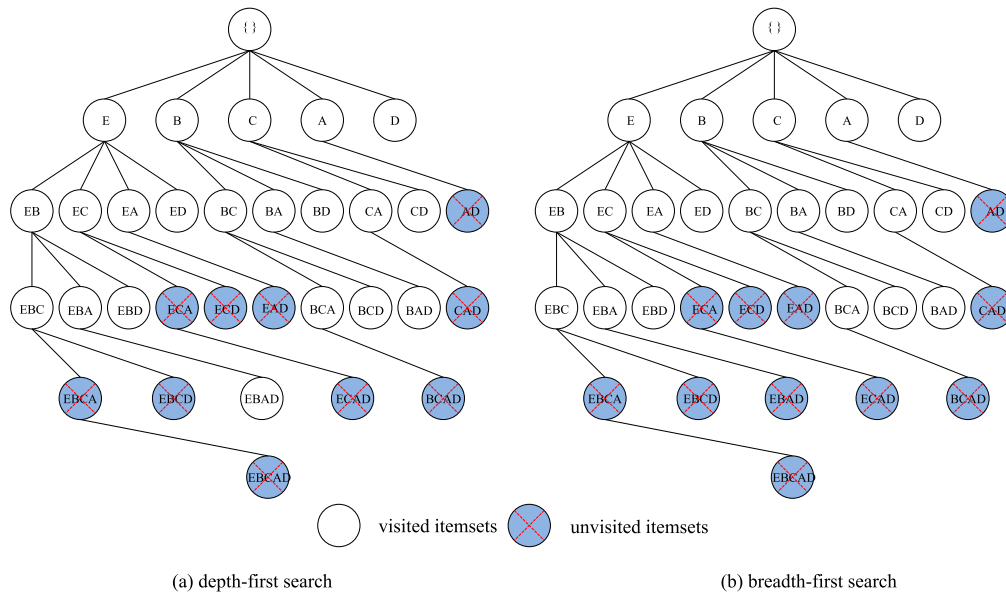 { } { }
E B C A D E B C A D
EB EC EA ED BC BA BD CA CD AD EB EC EA ED BC BA BD CA CD AD
EBC EBA EBD ECA ECD EAD BCA BCD BAD CAD EBC EBA EBD ECA ECD EAD BCA BCD BAD CAD
EBCA EBCD EBAD ECAD BCAD EBCA EBCD EBAD ECAD BCAD
EBCAD EBCAD
visited itemsets unvisited itemsets
(a) depth-first search (b) breadth-first search